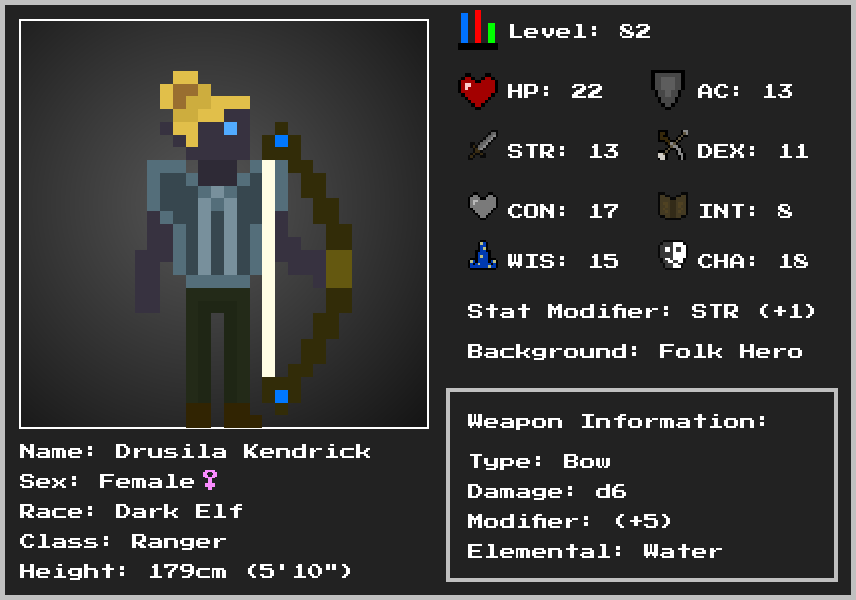 Level: 82
HP: 22
AC: 13
STR: 13
DEX: 11
CON: 17
INT: 8
WIS: 15
CHA: 18
Stat Modifier: STR (+1)
Background: Folk Hero
Name: Drusila Kendrick
Sex: Female♀
Race: Dark Elf
Class: Ranger
Height: 179cm (5'10")
Weapon Information:
Type: Bow
Damage: d6
Modifier: (+5)
Elemental: Water